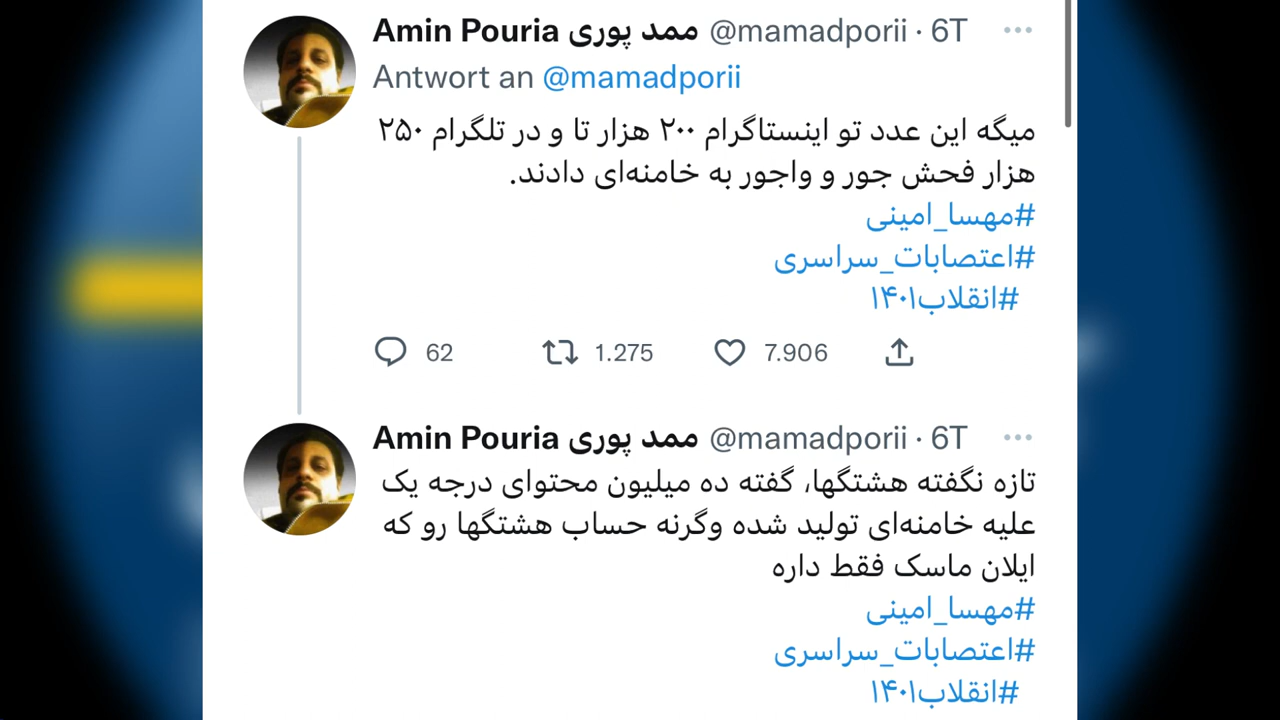 Amin Pouria ممد پوری @mamadporii · 6T
Antwort an @mamadporii
میگه این عدد تو اینستاگرام ۲۰۰ هزار تا و در تلگرام ۲۵۰
هزار فحش جور و واجور به خامنه‌ای دادند.
#مهسا_امینی
#اعتصابات_سراسری
#انقلاب۱۴۰۱
62 1.275 7.906
Amin Pouria ممد پوری @mamadporii · 6T
تازه نگفته هشتگها، گفته ده میلیون محتوای درجه یک
علیه خامنه‌ای تولید شده وگرنه حساب هشتگها رو که
ایلان ماسک فقط داره
#مهسا_امینی
#اعتصابات_سراسری
#انقلاب۱۴۰۱